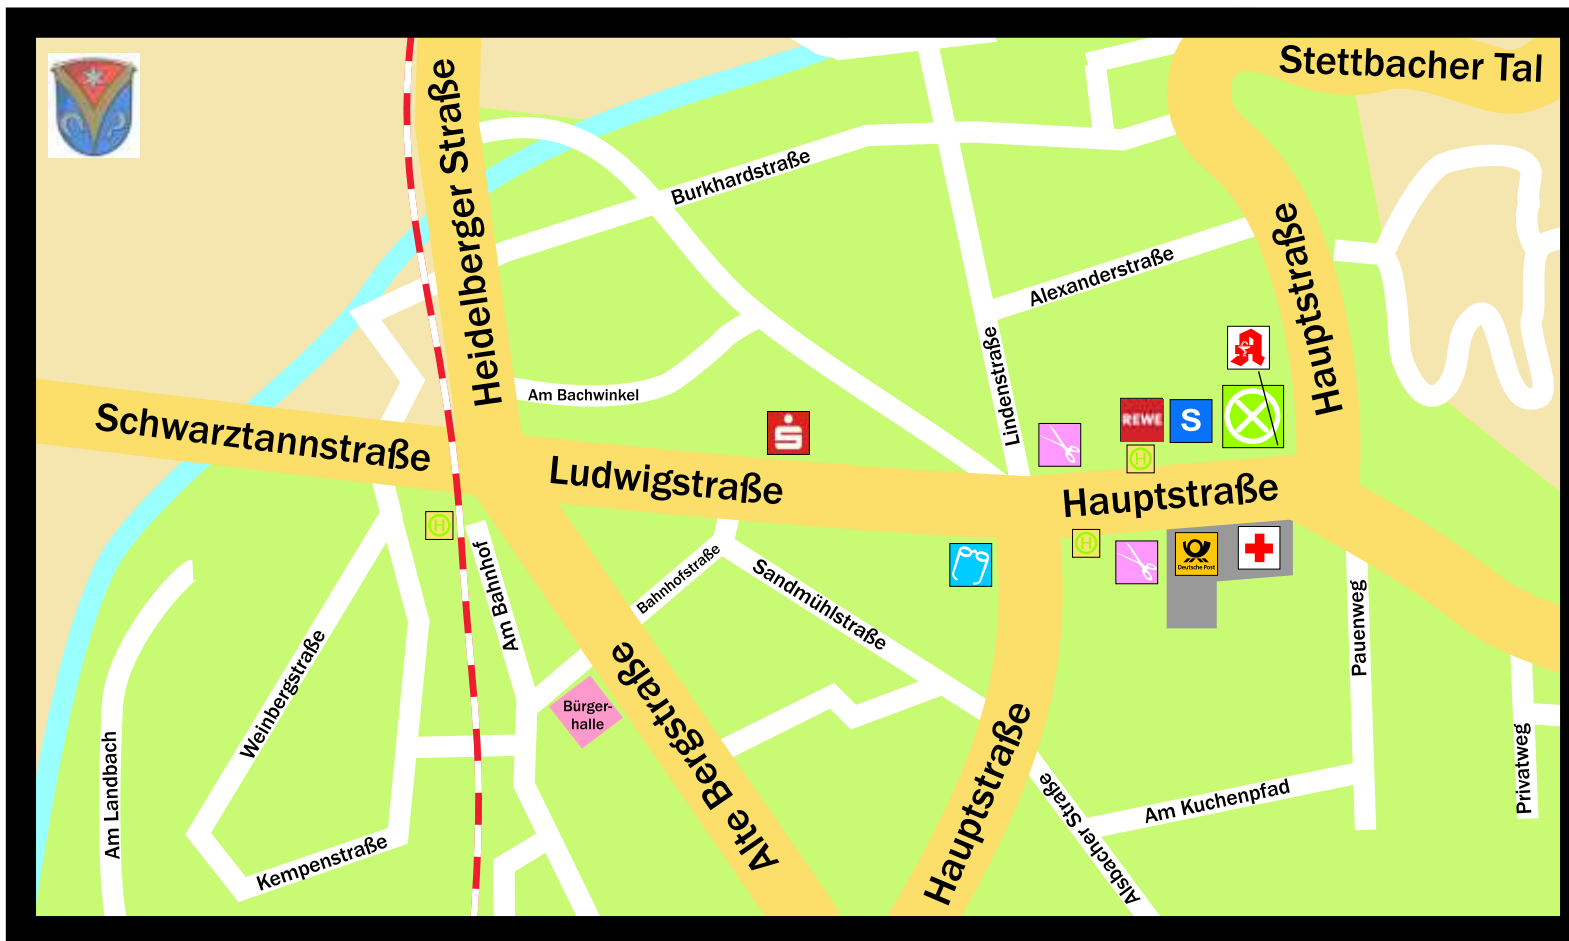 Stettbacher Tal
Heidelberger Straße
Burkhardstraße
Hauptstraße
Alexanderstraße
Lindenstraße
Am Bachwinkel
Schwarztannstraße
Ludwigstraße
REWE
S
H
Hauptstraße
H
H
Deutsche Post
Am Bahnhof
Bahnhofstraße
Sandmühlstraße
Pauenweg
Weinbergstraße
Bürger-
halle
Alte Bergstraße
Hauptstraße
Am Landbach
Kempenstraße
Alsbacher Straße
Am Kuchenpfad
Privatweg